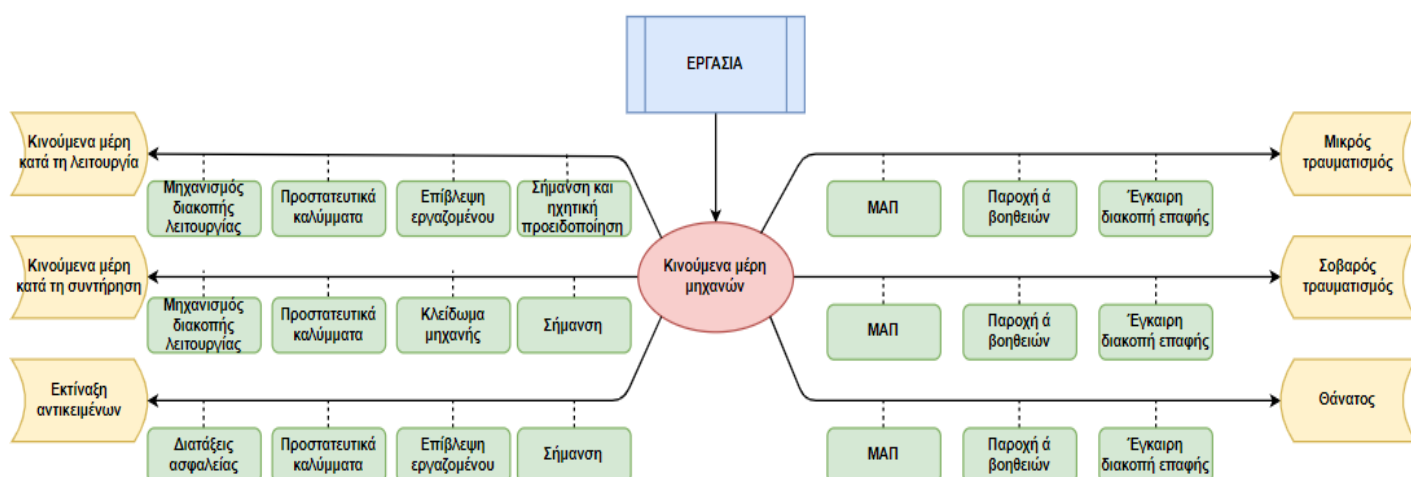 ΕΡΓΑΣΙΑ
Κινούμενα μέρη
κατά τη λειτουργία
Μηχανισμός
διακοπής
λειτουργίας
Προστατευτικά
καλύμματα
Επίβλεψη
εργαζομένου
Σήμανση και
ηχητική
προειδοποίηση
ΜΑΠ
Παροχή ά
βοηθειών
Έγκαιρη
διακοπή επαφής
Μικρός
τραυματισμός
Κινούμενα μέρη
κατά τη συντήρηση
Μηχανισμός
διακοπής
λειτουργίας
Προστατευτικά
καλύμματα
Κλείδωμα
μηχανής
Σήμανση
Κινούμενα μέρη
μηχανών
ΜΑΠ
Παροχή ά
βοηθειών
Έγκαιρη
διακοπή επαφής
Σοβαρός
τραυματισμός
Εκτίναξη
αντικειμένων
Διατάξεις
ασφαλείας
Προστατευτικά
καλύμματα
Επίβλεψη
εργαζομένου
Σήμανση
ΜΑΠ
Παροχή ά
βοηθειών
Έγκαιρη
διακοπή επαφής
Θάνατος